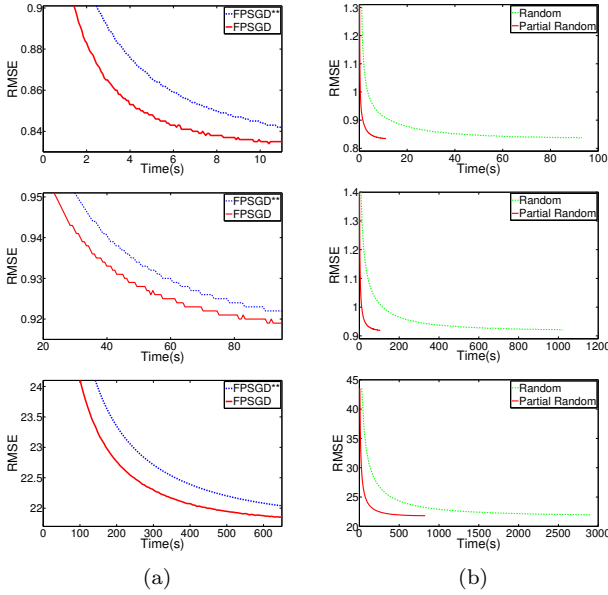 0.9
0.88
0.86
0.84
RMSE
0 2 4 6 8 10
Time(s)
FPSGD**
FPSGD
1.3
1.2
1.1
1
0.9
0.8
RMSE
0 20 40 60 80 100
Time(s)
Random
Partial Random
0.95
0.94
0.93
0.92
RMSE
20 40 60 80
Time(s)
FPSGD**
FPSGD
1.4
1.3
1.2
1.1
1
0.9
RMSE
0 200 400 600 800 1000 1200
Time(s)
Random
Partial Random
24
23.5
23
22.5
22
RMSE
0 100 200 300 400 500 600
Time(s)
FPSGD**
FPSGD
45
40
35
30
25
20
RMSE
0 500 1000 1500 2000 2500 3000
Time(s)
Random
Partial Random
(a)
(b)